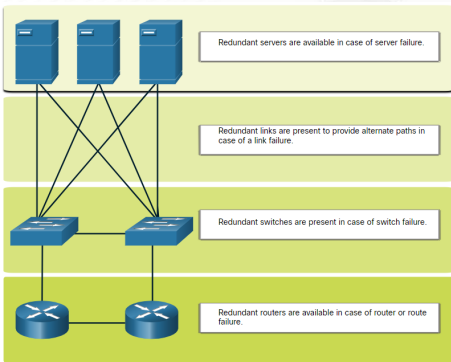 Redundant servers are available in case of server failure.
Redundant links are present to provide alternate paths in
case of a link failure.
Redundant switches are present in case of switch failure.
Redundant routers are available in case of router or route
failure.